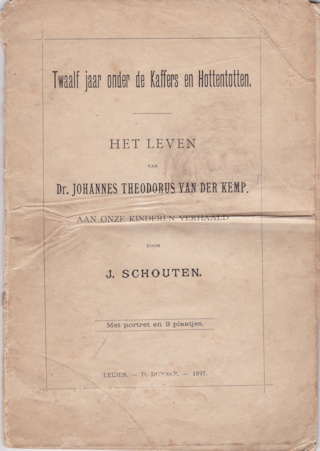 Twaalf jaar onder de Kaffers en Hottentotten.
HET LEVEN
VAN
Dr. JOHANNES THEODORUS VAN DER KEMP,
AAN ONZE KINDEREN VERHAALD
DOOR
J. SCHOUTEN.
Met portret en 3 plaatjes.
LEIDEN. — D. DONNER. — 1897.